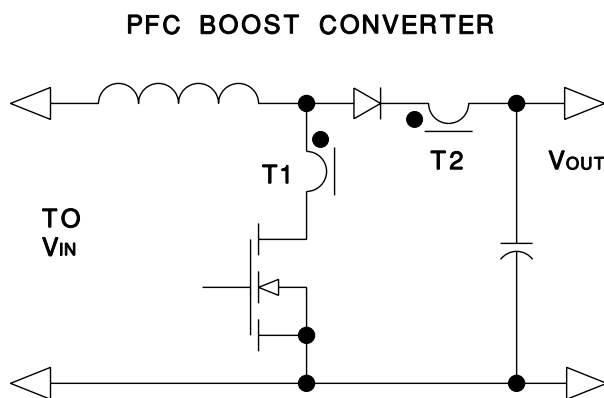 PFC BOOST CONVERTER
T1
T2
VOUT
TO
VIN